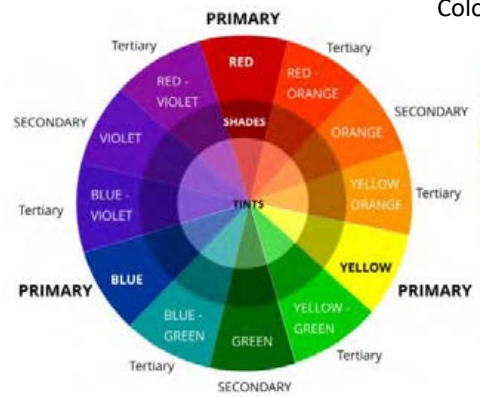 Colo
PRIMARY
Tertiary
Tertiary
RED
RED -
VIOLET
RED -
ORANGE
SECONDARY
SECONDARY
SHADES
VIOLET
ORANGE
BLUE -
VIOLET
YELLOW -
ORANGE
Tertiary
Tertiary
TINTS
BLUE
YELLOW
PRIMARY
PRIMARY
BLUE -
GREEN
YELLOW -
GREEN
GREEN
Tertiary
Tertiary
SECONDARY